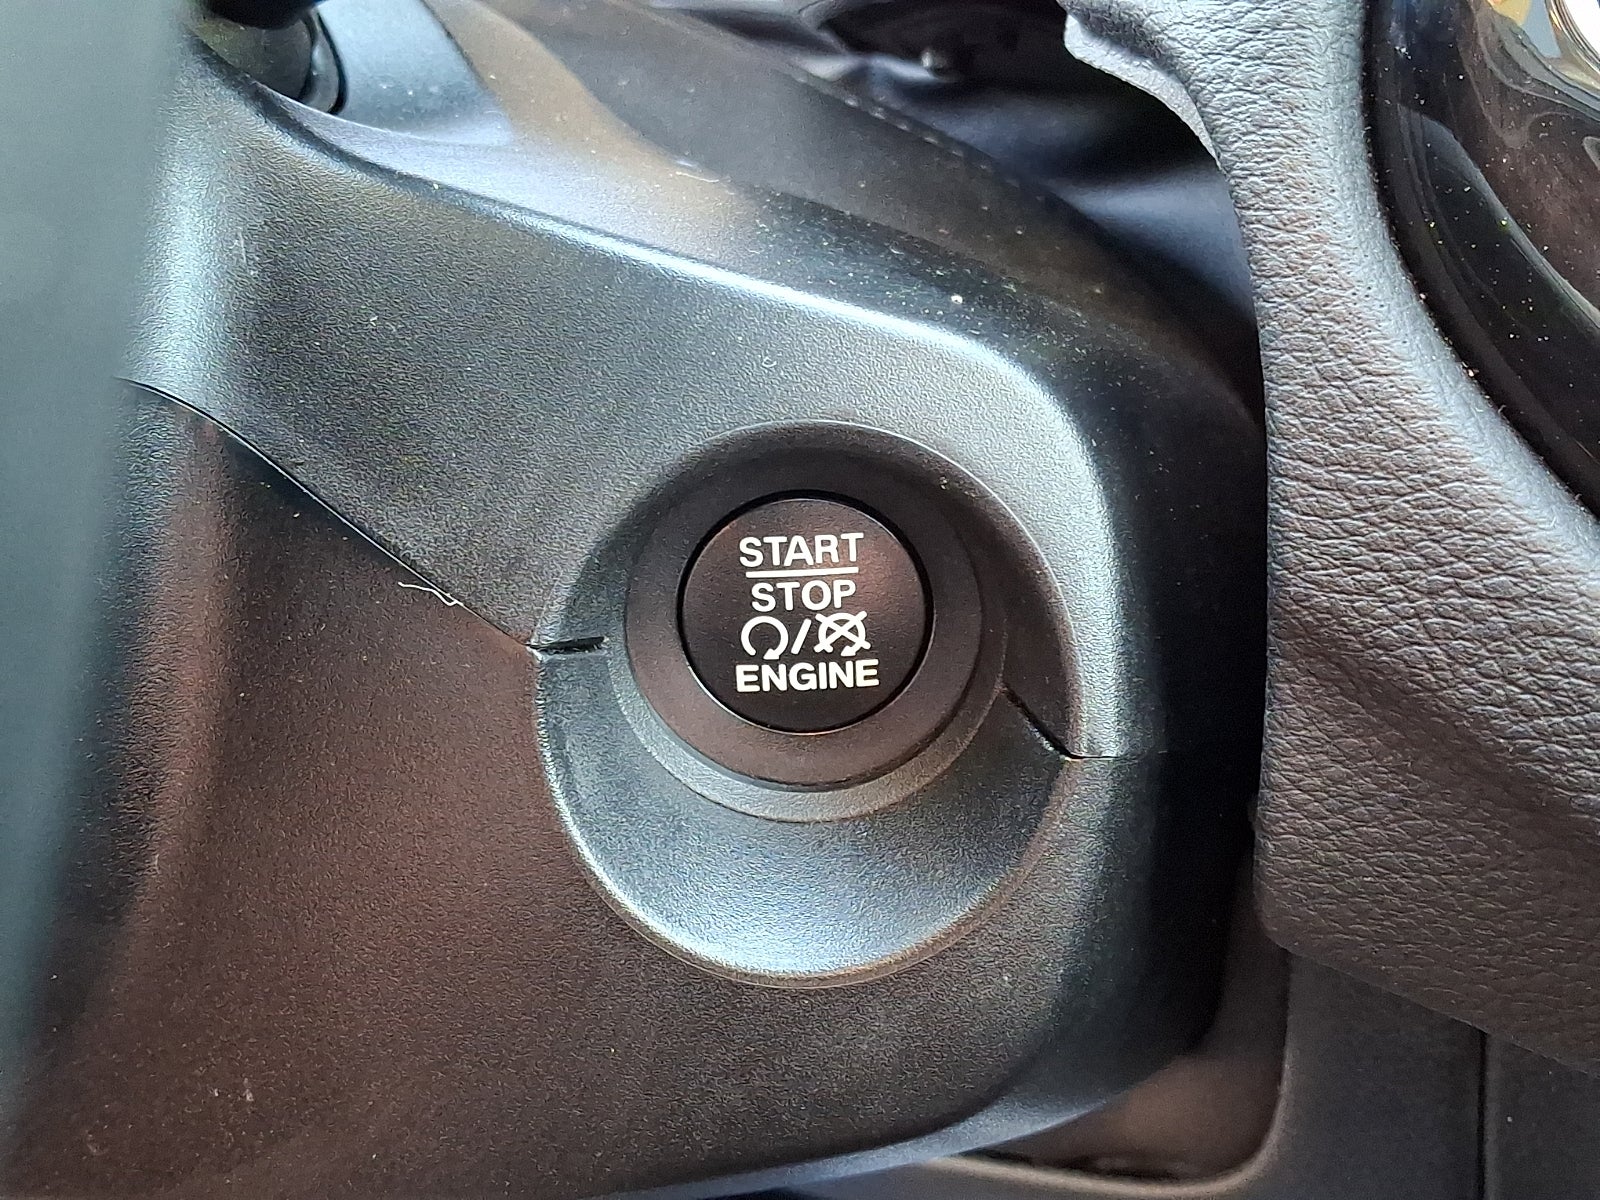 START
STOP
/
ENGINE